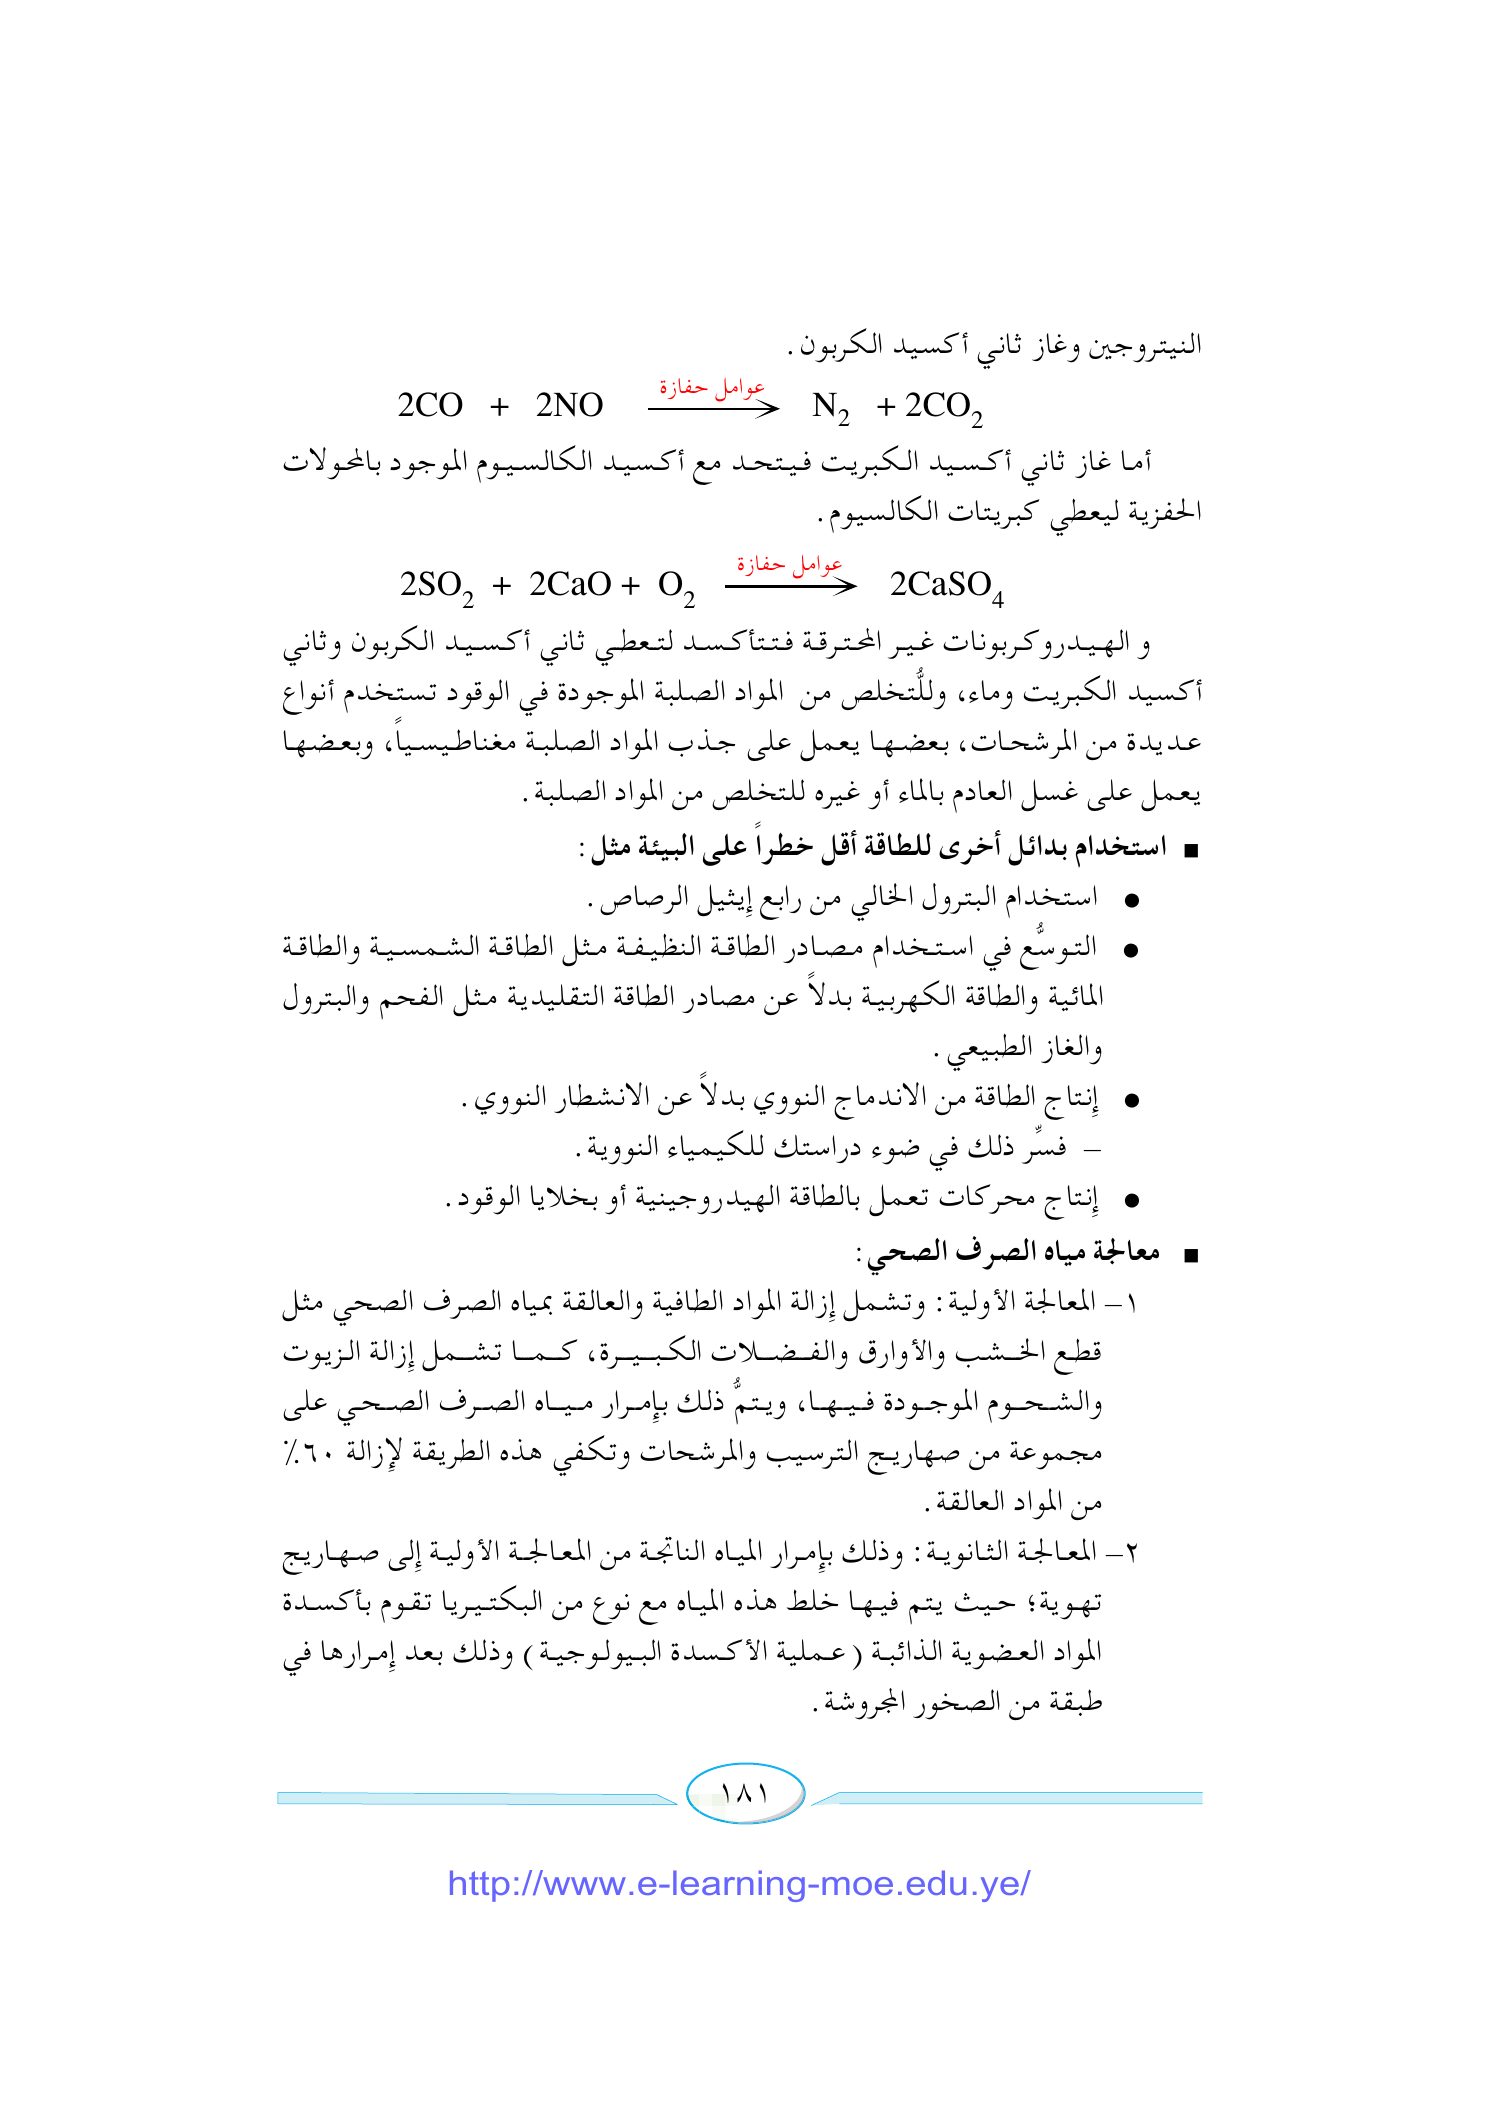 النيتروجين وغاز ثاني أكسيد الكربون.
عوامل حفازة
2CO + 2NO ⟶ N₂ + 2CO₂
أما غاز ثاني أكسيد الكبريت فيتحد مع أكسيد الكالسيوم الموجود بالمحولات
الحفزية ليعطي كبريتات الكالسيوم.
عوامل حفازة
2SO₂ + 2CaO + O₂ ⟶ 2CaSO₄
و الهيدروكربونات غير المحترقة فتتأكسد لتعطي ثاني أكسيد الكربون وثاني
أكسيد الكبريت وماء، وللُّتخلص من المواد الصلبة الموجودة في الوقود تستخدم أنواع
عديدة من المرشحات، بعضها يعمل على جذب المواد الصلبة مغناطيسياً، وبعضها
يعمل على غسل العادم بالماء أو غيره للتخلص من المواد الصلبة.
■ استخدام بدائل أخرى للطاقة أقل خطراً على البيئة مثل:
● استخدام البترول الخالي من رابع إيثيل الرصاص.
● التوسُّع في استخدام مصادر الطاقة النظيفة مثل الطاقة الشمسية والطاقة
المائية والطاقة الكهربية بدلاً عن مصادر الطاقة التقليدية مثل الفحم والبترول
والغاز الطبيعي.
● إنتاج الطاقة من الاندماج النووي بدلاً عن الانشطار النووي.
– فسِّر ذلك في ضوء دراستك للكيمياء النووية.
● إنتاج محركات تعمل بالطاقة الهيدروجينية أو بخلايا الوقود.
■ معالجة مياه الصرف الصحي:
١– المعالجة الأولية: وتشمل إزالة المواد الطافية والعالقة بمياه الصرف الصحي مثل
قطع الخشب والأوارق والفضلات الكبيرة، كما تشمل إزالة الزيوت
والشحوم الموجودة فيها، ويتمُّ ذلك بإمرار مياه الصرف الصحي على
مجموعة من صهاريج الترسيب والمرشحات وتكفي هذه الطريقة لإزالة ٦٠٪
من المواد العالقة.
٢– المعالجة الثانوية: وذلك بإمرار المياه الناتجة من المعالجة الأولية إلى صهاريج
تهوية؛ حيث يتم فيها خلط هذه المياه مع نوع من البكتيريا تقوم بأكسدة
المواد العضوية الذائبة (عملية الأكسدة البيولوجية) وذلك بعد إمرارها في
طبقة من الصخور المجروشة.
١٨١
http://www.e-learning-moe.edu.ye/